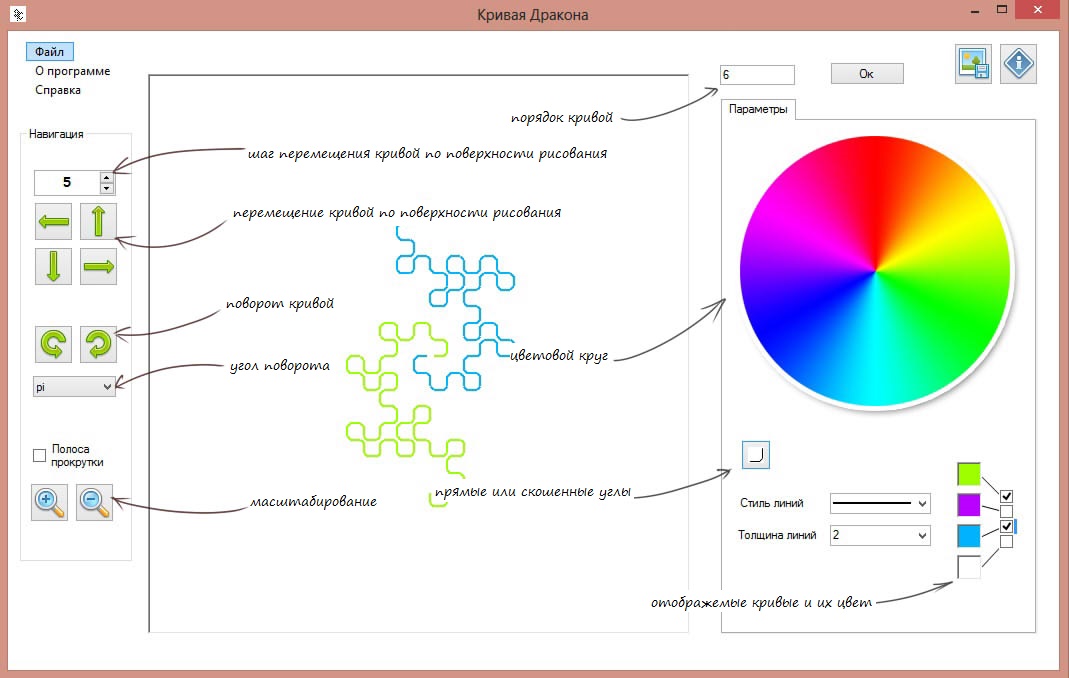 Кривая Дракона
Файл
О программе
Справка
6
Ок
порядок кривой
Параметры
Навигация
шаг перемещения кривой по поверхности рисования
5
перемещение кривой по поверхности рисования
поворот кривой
цветовой круг
угол поворота
pi
Полоса
прокрутки
масштабирование
прямые или скошенные углы
Стиль линий
Толщина линий
2
отображемые кривые и их цвет